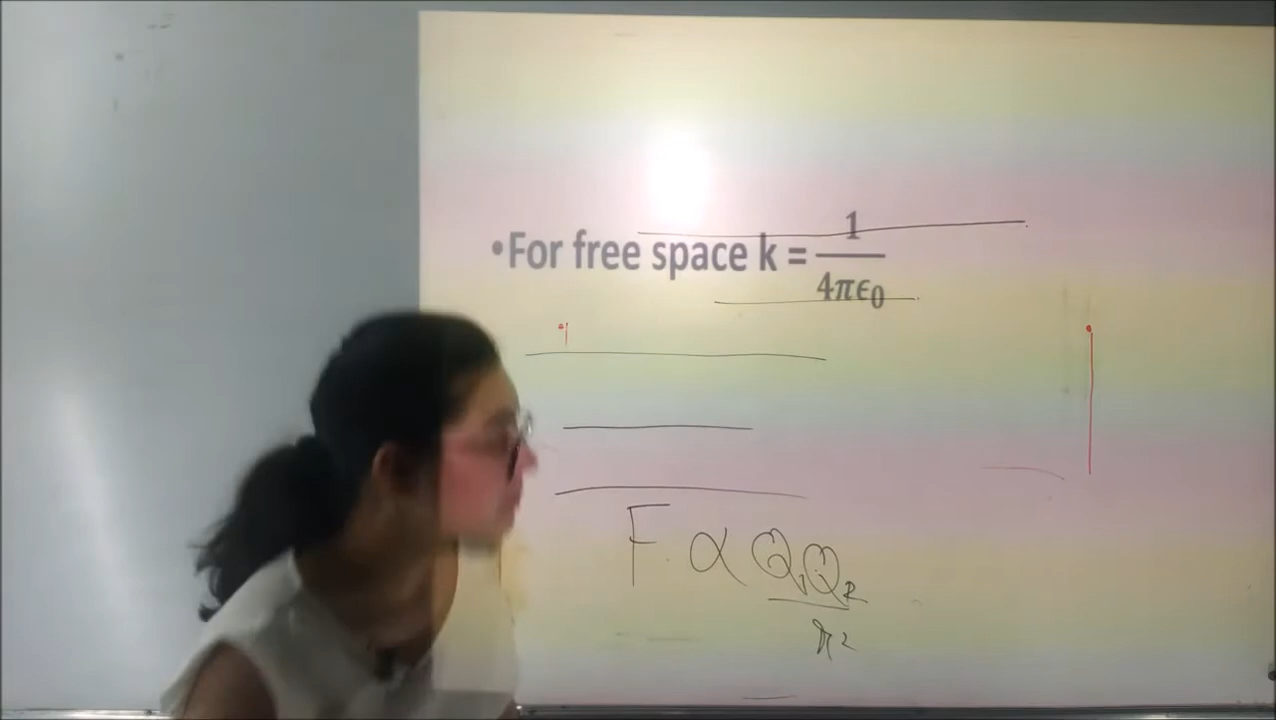 •For free space k = 1/4πϵ₀
F ∝ Q₁Q₂/r²